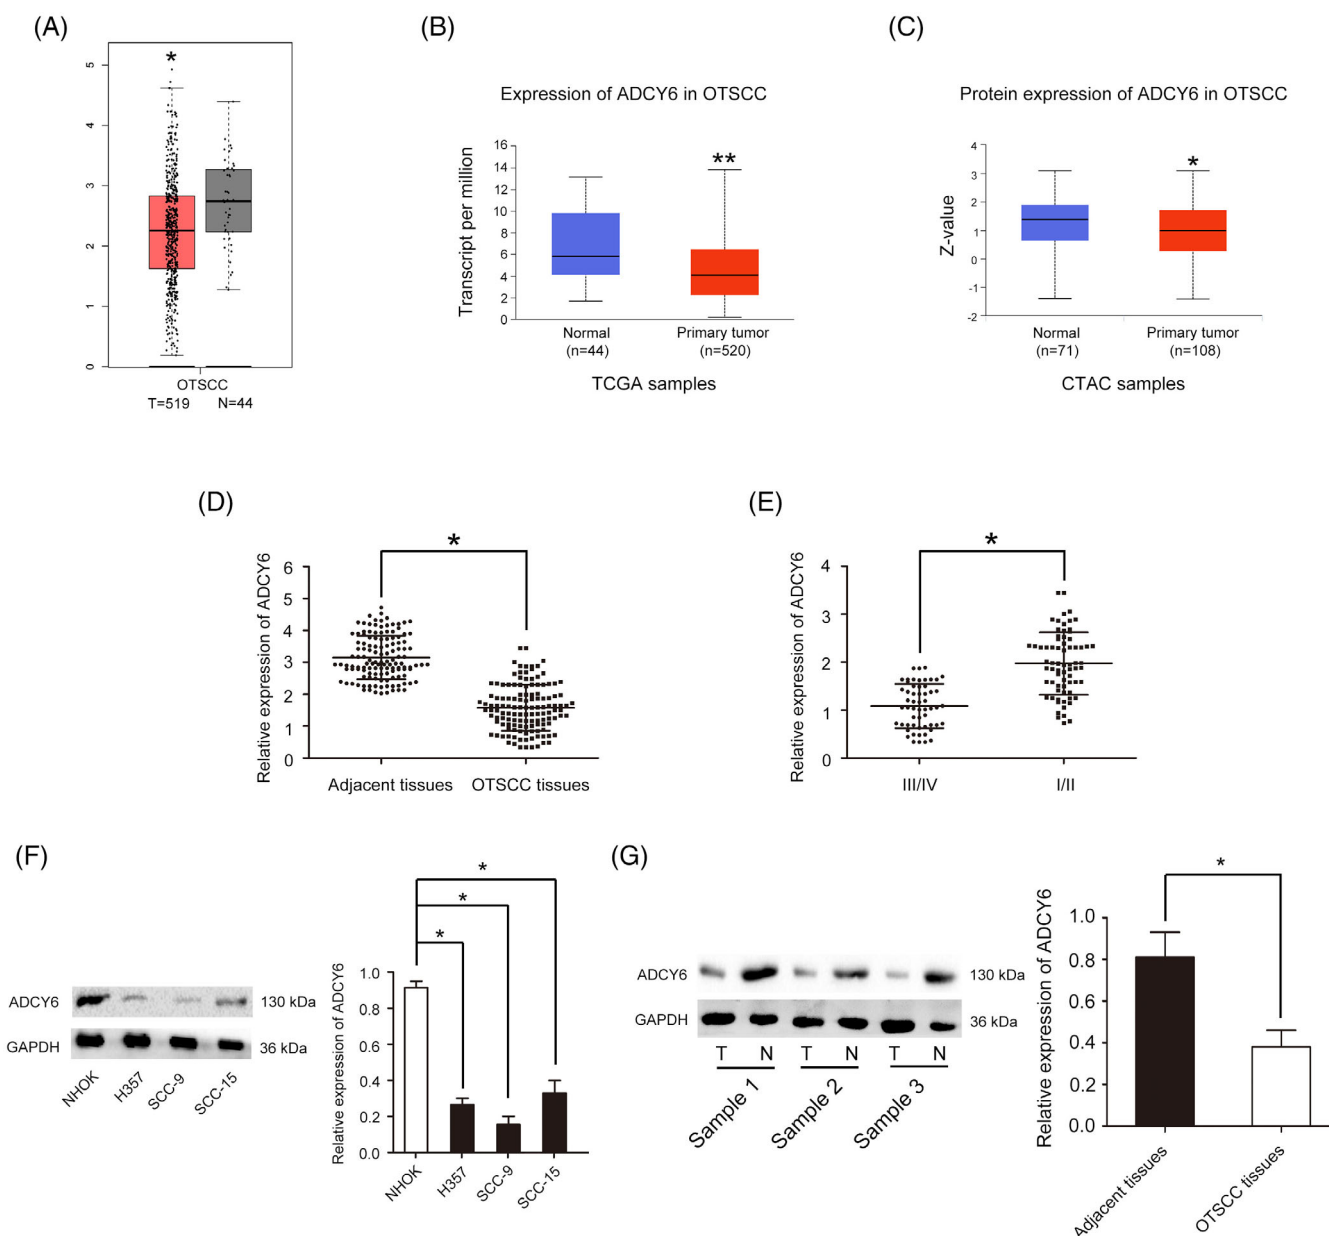 (A)
*
5
4
3
2
1
0
OTSCC
T=519 N=44
(B)
Expression of ADCY6 in OTSCC
Transcript per million
16
14
12
10
8
6
4
2
0
**
Normal
(n=44)
Primary tumor
(n=520)
TCGA samples
(C)
Protein expression of ADCY6 in OTSCC
Z-value
4
3
2
1
0
-1
-2
*
Normal
(n=71)
Primary tumor
(n=108)
CTAC samples
(D)
*
Relative expression of ADCY6
6
5
4
3
2
1
0
Adjacent tissues
OTSCC tissues
(E)
*
Relative expression of ADCY6
4
3
2
1
0
III/IV
I/II
(F)
ADCY6
130 kDa
GAPDH
36 kDa
NHOK
H357
SCC-9
SCC-15
*
*
*
Relative expression of ADCY6
1.0
0.8
0.6
0.4
0.2
0.0
NHOK
H357
SCC-9
SCC-15
(G)
ADCY6
130 kDa
GAPDH
36 kDa
T N T N T N
Sample 1
Sample 2
Sample 3
*
Relative expression of ADCY6
1.0
0.8
0.6
0.4
0.2
0.0
Adjacent tissues
OTSCC tissues